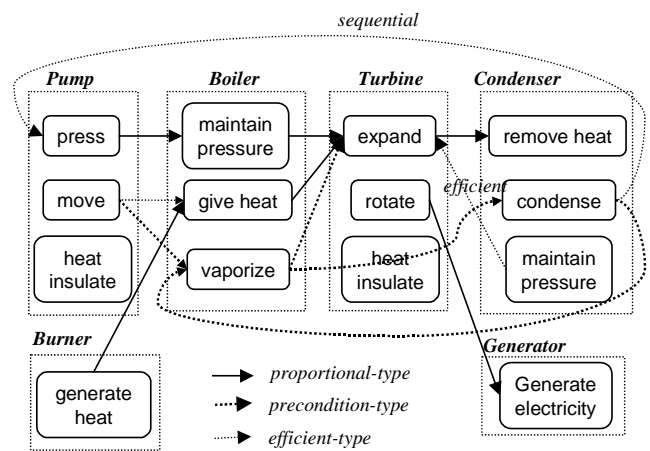 sequential
Pump
Boiler
Turbine
Condenser
press
maintain
pressure
expand
remove heat
move
give heat
rotate
efficient
condense
heat
insulate
vaporize
heat
insulate
maintain
pressure
Burner
Generator
generate
heat
proportional-type
precondition-type
efficient-type
Generate
electricity